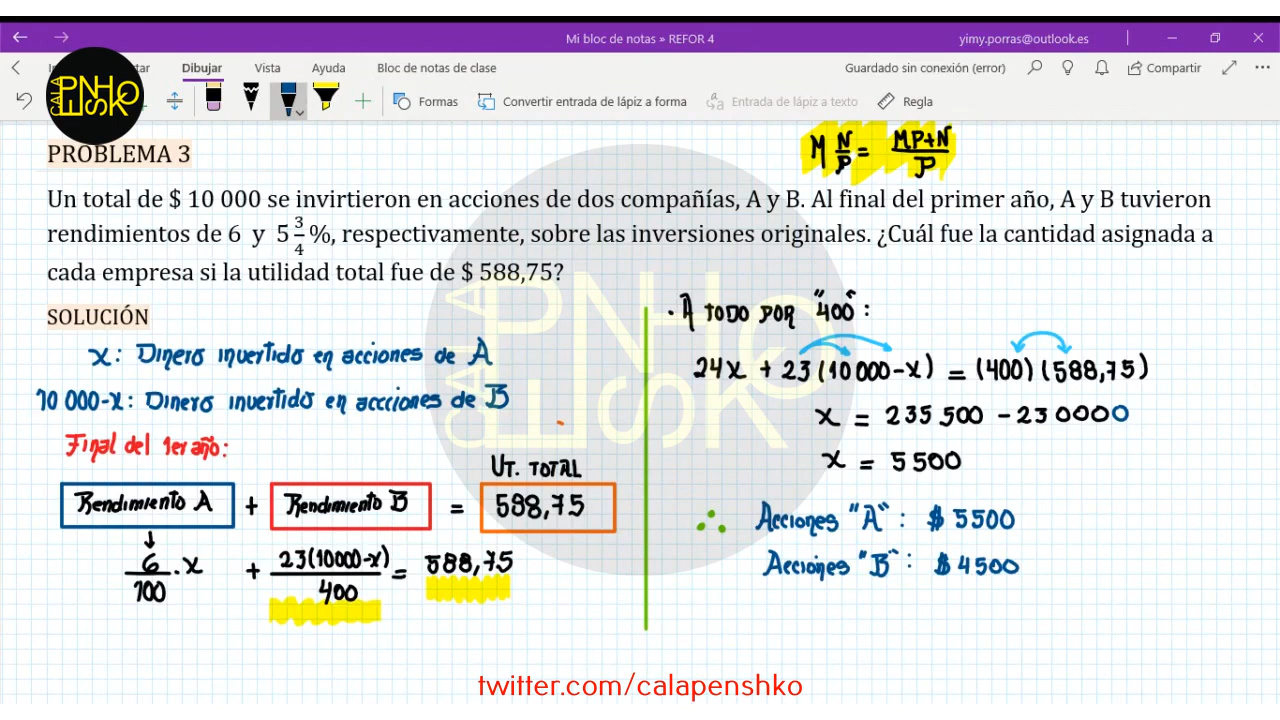 Mi bloc de notas » REFOR 4
yimy.porras@outlook.es
Dibujar
Vista
Ayuda
Bloc de notas de clase
Guardado sin conexión (error)
Compartir
Formas
Convertir entrada de lápiz a forma
Entrada de lápiz a texto
Regla
CALA
PNHO
ESK
M N/P = MP+N/P
PROBLEMA 3
Un total de $ 10 000 se invirtieron en acciones de dos compañías, A y B. Al final del primer año, A y B tuvieron
rendimientos de 6 y 5 3/4 %, respectivamente, sobre las inversiones originales. ¿Cuál fue la cantidad asignada a
cada empresa si la utilidad total fue de $ 588,75?
SOLUCIÓN
x: Dinero invertido en acciones de A
10 000-x: Dinero invertido en acciones de B
Final del 1er año:
UT. TOTAL
Rendimiento A + Rendimiento B = 588,75
6/100 . x + 23(10000-x)/400 = 588,75
. A TODO POR "400":
24x + 23(10 000-x) = (400)(588,75)
x = 235 500 - 230000
x = 5500
∴ Acciones "A": $ 5500
Acciones "B": $ 4500
twitter.com/calapenshko